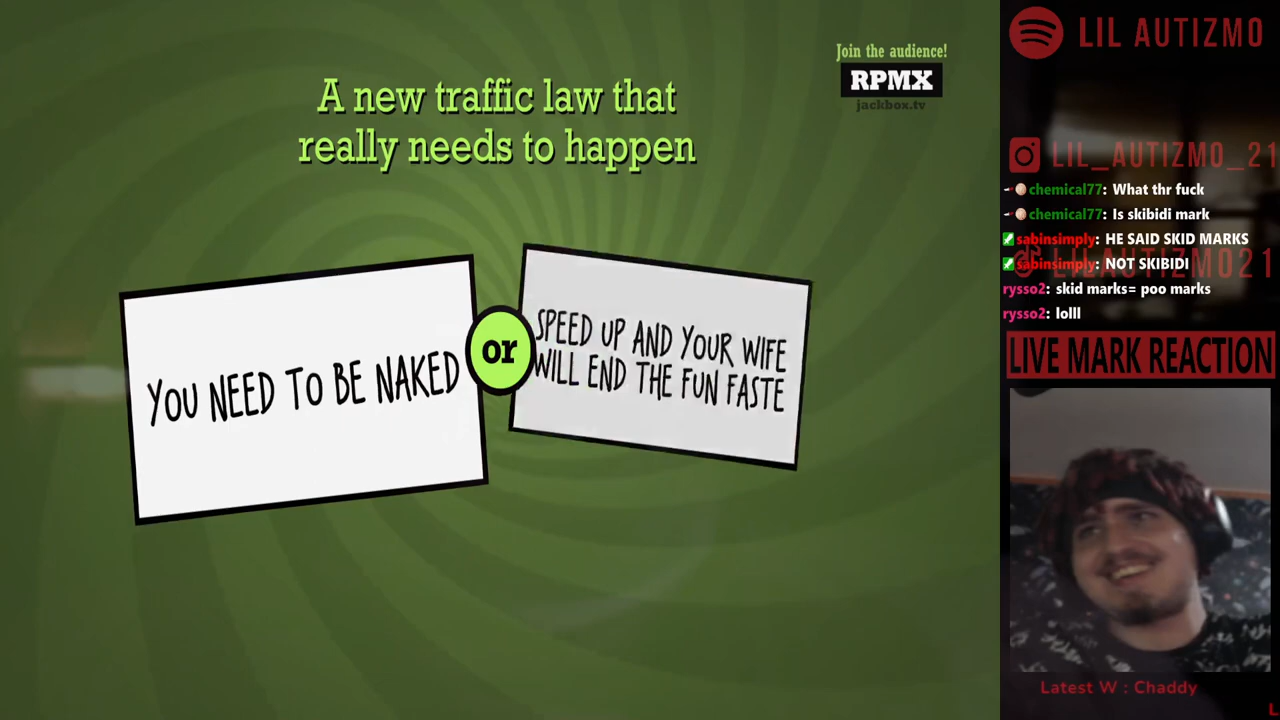 A new traffic law that
really needs to happen
Join the audience!
RPMX
jackbox.tv
YOU NEED TO BE NAKED
or
SPEED UP AND YOUR WIFE
WILL END THE FUN FASTE
LIL AUTIZMO
LIL_AUTIZMO_21
chemical77: What thr fuck
chemical77: Is skibidi mark
sabinsimply: HE SAID SKID MARKS
LILAUTIZMO21
sabinsimply: NOT SKIBIDI
rysso2: skid marks= poo marks
rysso2: lolll
LIVE MARK REACTION
Latest W : Chaddy
L